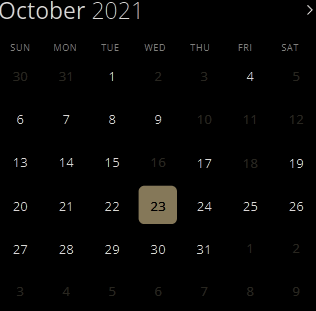 October 2021
SUN MON TUE WED THU FRI SAT
30 31 1 2 3 4 5
6 7 8 9 10 11 12
13 14 15 16 17 18 19
20 21 22 23 24 25 26
27 28 29 30 31 1 2
3 4 5 6 7 8 9